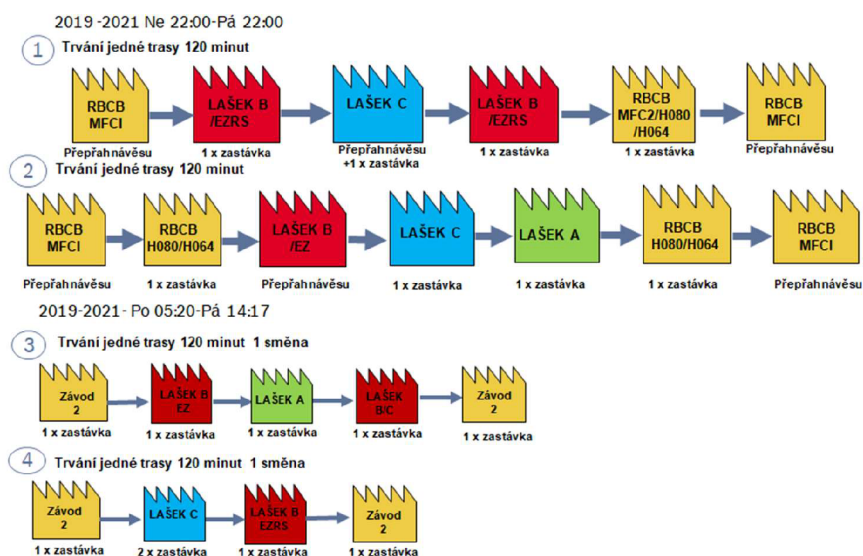 2019 -2021 Ne 22:00-Pá 22:00
1 Trvání jedné trasy 120 minut
RBCB
MFCI
LAŠEK B
/EZRS
LAŠEK C
LAŠEK B
/EZRS
RBCB
MFC2/H080
/H064
RBCB
MFCI
Přepřahnávěsu
1 x zastávka
Přepřahnávěsu
+1 x zastávka
1 x zastávka
1 x zastávka
Přepřahnávěsu
2 Trvání jedné trasy 120 minut
RBCB
MFCI
RBCB
H080/H064
LAŠEK B
/EZ
LAŠEK C
LAŠEK A
RBCB
H080/H064
RBCB
MFCI
Přepřahnávěsu
1 x zastávka
Přepřahnávěsu
1 x zastávka
1 x zastávka
1 x zastávka
Přepřahnávěsu
2019-2021- Po 05:20-Pá 14:17
3 Trvání jedné trasy 120 minut 1 směna
Závod
2
LAŠEK B
EZ
LAŠEK A
LAŠEK
B/C
Závod
2
1 x zastávka
1 x zastávka
1 x zastávka
1 x zastávka
1 x zastávka
4 Trvání jedné trasy 120 minut 1 směna
Závod
2
LAŠEK C
LAŠEK B
EZRS
Závod
2
1 x zastávka
2 x zastávka
1 x zastávka
1 x zastávka